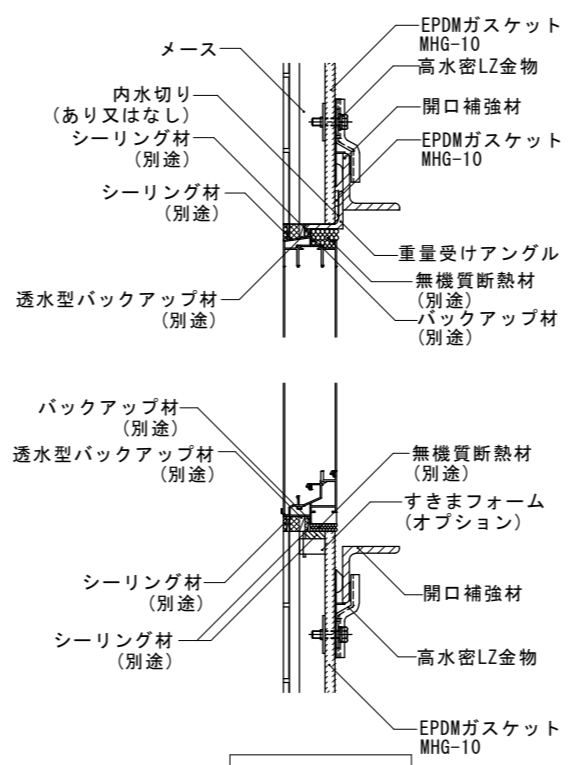 メース
内水切り
(あり又はなし)
シーリング材
(別途)
シーリング材
(別途)
透水型バックアップ材
(別途)
EPDMガスケット
MHG-10
高水密LZ金物
開口補強材
EPDMガスケット
MHG-10
重量受けアングル
無機質断熱材
(別途)
バックアップ材
(別途)
バックアップ材
(別途)
透水型バックアップ材
(別途)
シーリング材
(別途)
シーリング材
(別途)
無機質断熱材
(別途)
すきまフォーム
(オプション)
開口補強材
高水密LZ金物
EPDMガスケット
MHG-10